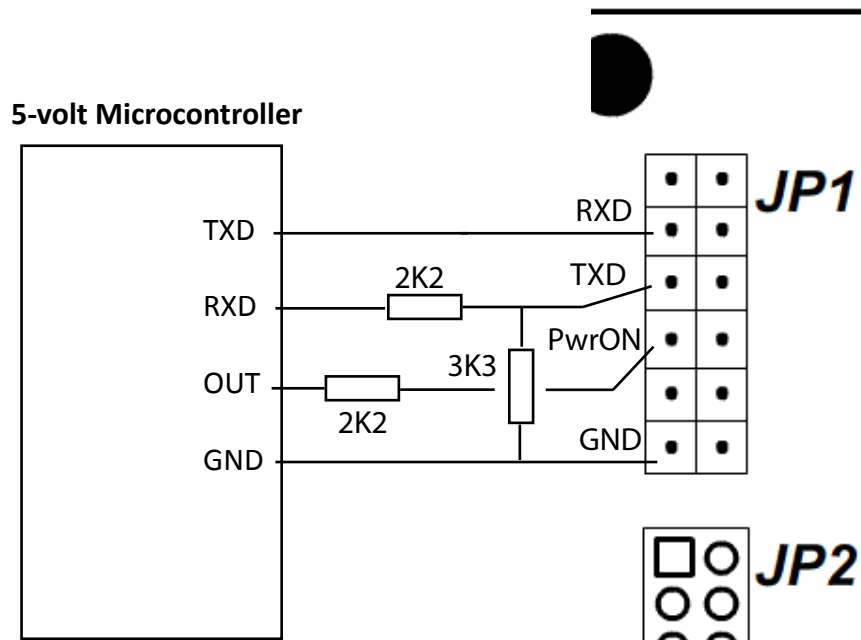 5-volt Microcontroller
JP1
RXD
TXD
2K2
TXD
RXD
PwrON
3K3
OUT
2K2
GND
GND
JP2